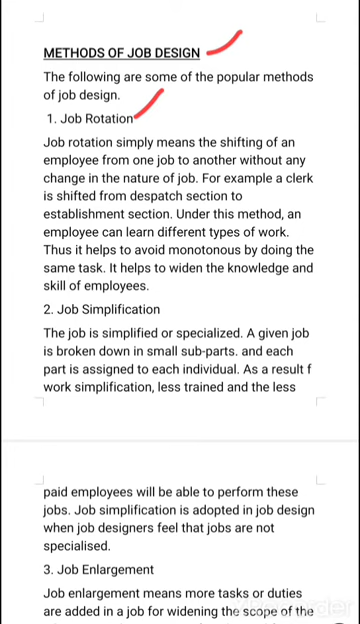 METHODS OF JOB DESIGN
The following are some of the popular methods
of job design.
1. Job Rotation
Job rotation simply means the shifting of an
employee from one job to another without any
change in the nature of job. For example a clerk
is shifted from despatch section to
establishment section. Under this method, an
employee can learn different types of work.
Thus it helps to avoid monotonous by doing the
same task. It helps to widen the knowledge and
skill of employees.
2. Job Simplification
The job is simplified or specialized. A given job
is broken down in small sub-parts. and each
part is assigned to each individual. As a result f
work simplification, less trained and the less
paid employees will be able to perform these
jobs. Job simplification is adopted in job design
when job designers feel that jobs are not
specialised.
3. Job Enlargement
Job enlargement means more tasks or duties
are added in a job for widening the scope of the